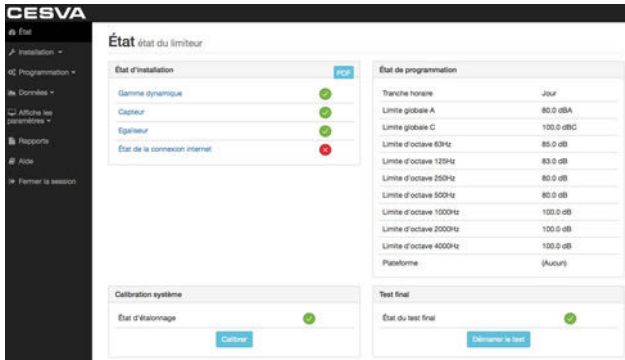 CESVA
État
Installation
Programmation
Données
Affiche les
paramètres
Rapports
Aide
Fermer la session
État état du limiteur
État d'installation
PDF
Gamme dynamique
Capteur
Egaliseur
État de la connexion internet
État de programmation
Tranche horaire Jour
Limite globale A 80.0 dBA
Limite globale C 100.0 dBC
Limite d'octave 63Hz 85.0 dB
Limite d'octave 125Hz 83.0 dB
Limite d'octave 250Hz 80.0 dB
Limite d'octave 500Hz 80.0 dB
Limite d'octave 1000Hz 100.0 dB
Limite d'octave 2000Hz 100.0 dB
Limite d'octave 4000Hz 100.0 dB
Plateforme (Aucun)
Calibration système
État d'étalonnage
Calibrer
Test final
État du test final
Démarrer le test